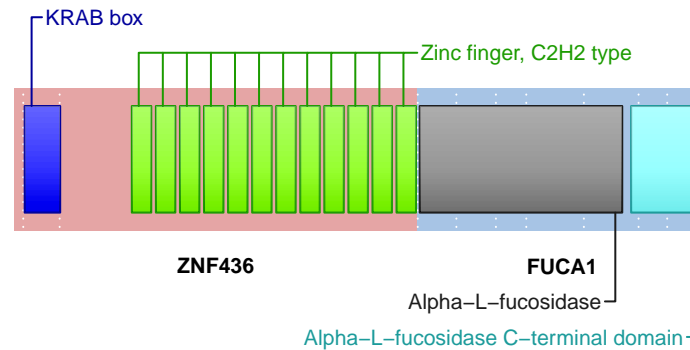 KRAB box
Zinc finger, C2H2 type
ZNF436
FUCA1
Alpha−L−fucosidase
Alpha−L−fucosidase C−terminal domain